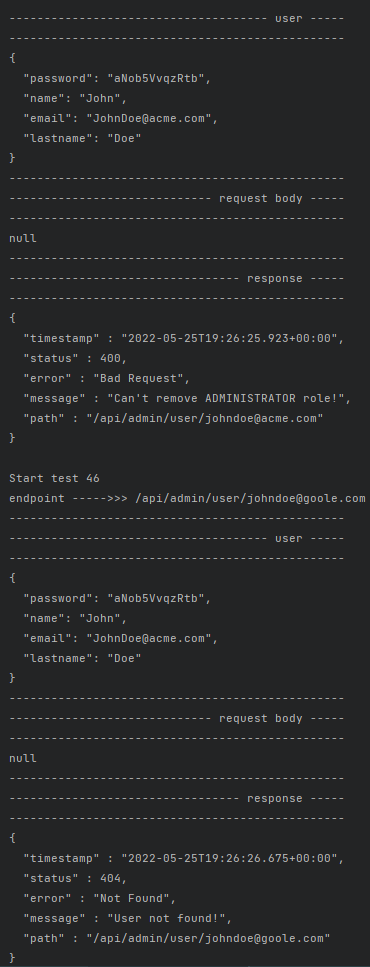 ------------------------------------- user -----
------------------------------------------------
{
  "password": "aNob5VvqzRtb",
  "name": "John",
  "email": "JohnDoe@acme.com",
  "lastname": "Doe"
}
------------------------------------------------
----------------------------- request body -----
------------------------------------------------
null
------------------------------------------------
--------------------------------- response -----
------------------------------------------------
{
  "timestamp" : "2022-05-25T19:26:25.923+00:00",
  "status" : 400,
  "error" : "Bad Request",
  "message" : "Can't remove ADMINISTRATOR role!",
  "path" : "/api/admin/user/johndoe@acme.com"
}

Start test 46
endpoint ----->>> /api/admin/user/johndoe@goole.com
------------------------------------------------
------------------------------------- user -----
------------------------------------------------
{
  "password": "aNob5VvqzRtb",
  "name": "John",
  "email": "JohnDoe@acme.com",
  "lastname": "Doe"
}
------------------------------------------------
----------------------------- request body -----
------------------------------------------------
null
------------------------------------------------
--------------------------------- response -----
------------------------------------------------
{
  "timestamp" : "2022-05-25T19:26:26.675+00:00",
  "status" : 404,
  "error" : "Not Found",
  "message" : "User not found!",
  "path" : "/api/admin/user/johndoe@goole.com"
}